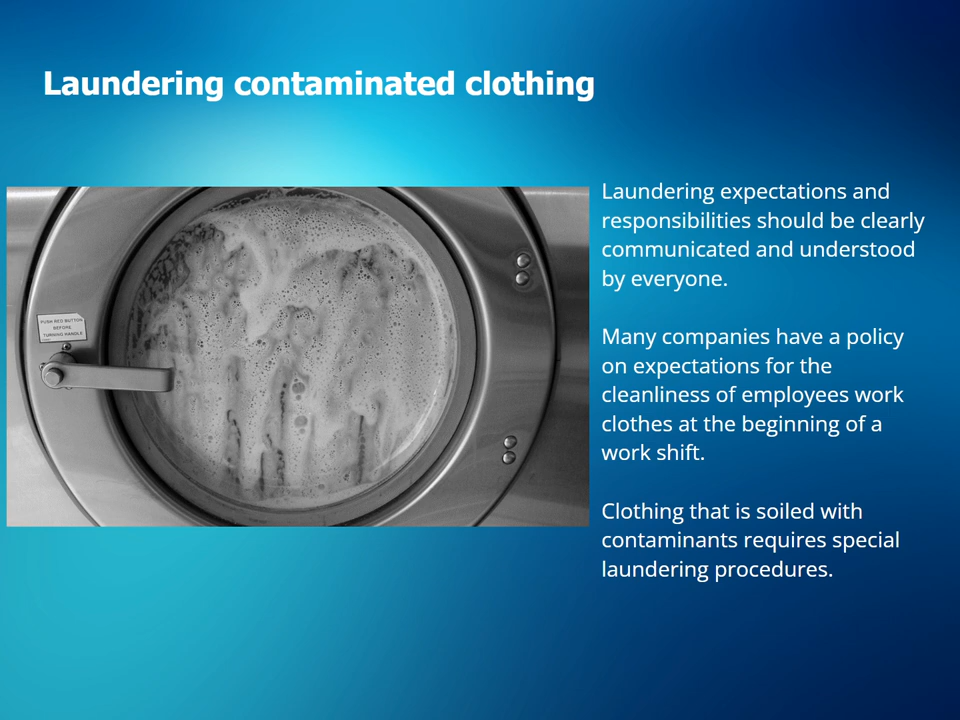 Laundering contaminated clothing
PUSH RED BUTTON
BEFORE
TURNING HANDLE
Laundering expectations and
responsibilities should be clearly
communicated and understood
by everyone.
Many companies have a policy
on expectations for the
cleanliness of employees work
clothes at the beginning of a
work shift.
Clothing that is soiled with
contaminants requires special
laundering procedures.